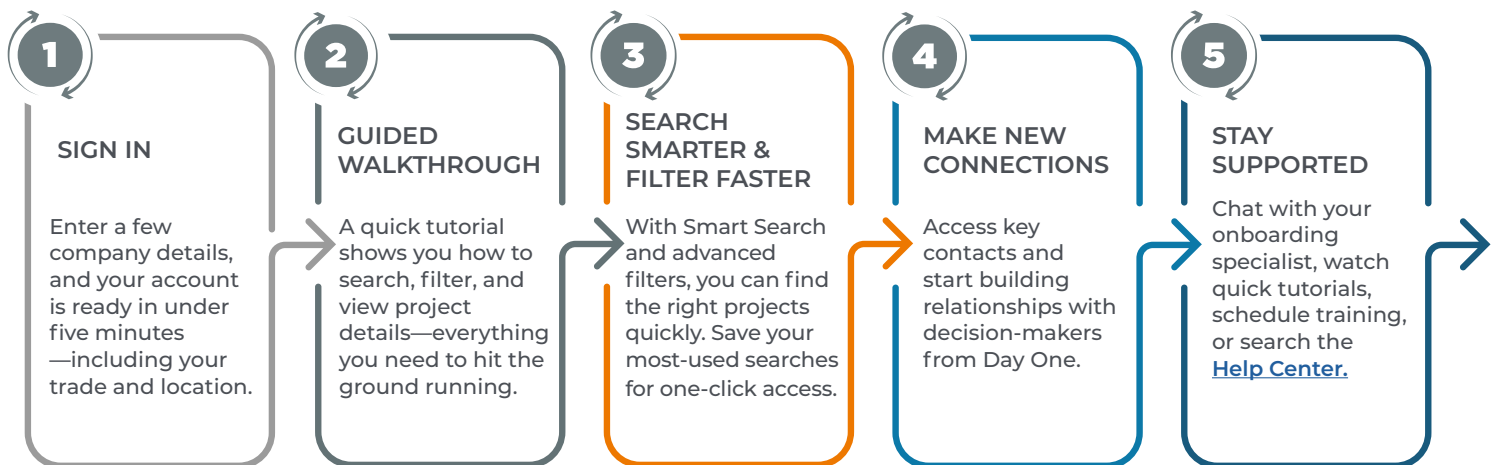 1
SIGN IN
Enter a few
company details,
and your account
is ready in under
five minutes
—including your
trade and location.
2
GUIDED
WALKTHROUGH
A quick tutorial
shows you how to
search, filter, and
view project
details—everything
you need to hit the
ground running.
3
SEARCH
SMARTER &
FILTER FASTER
With Smart Search
and advanced
filters, you can find
the right projects
quickly. Save your
most-used searches
for one-click access.
4
MAKE NEW
CONNECTIONS
Access key
contacts and
start building
relationships with
decision-makers
from Day One.
5
STAY
SUPPORTED
Chat with your
onboarding
specialist, watch
quick tutorials,
schedule training,
or search the
Help Center.